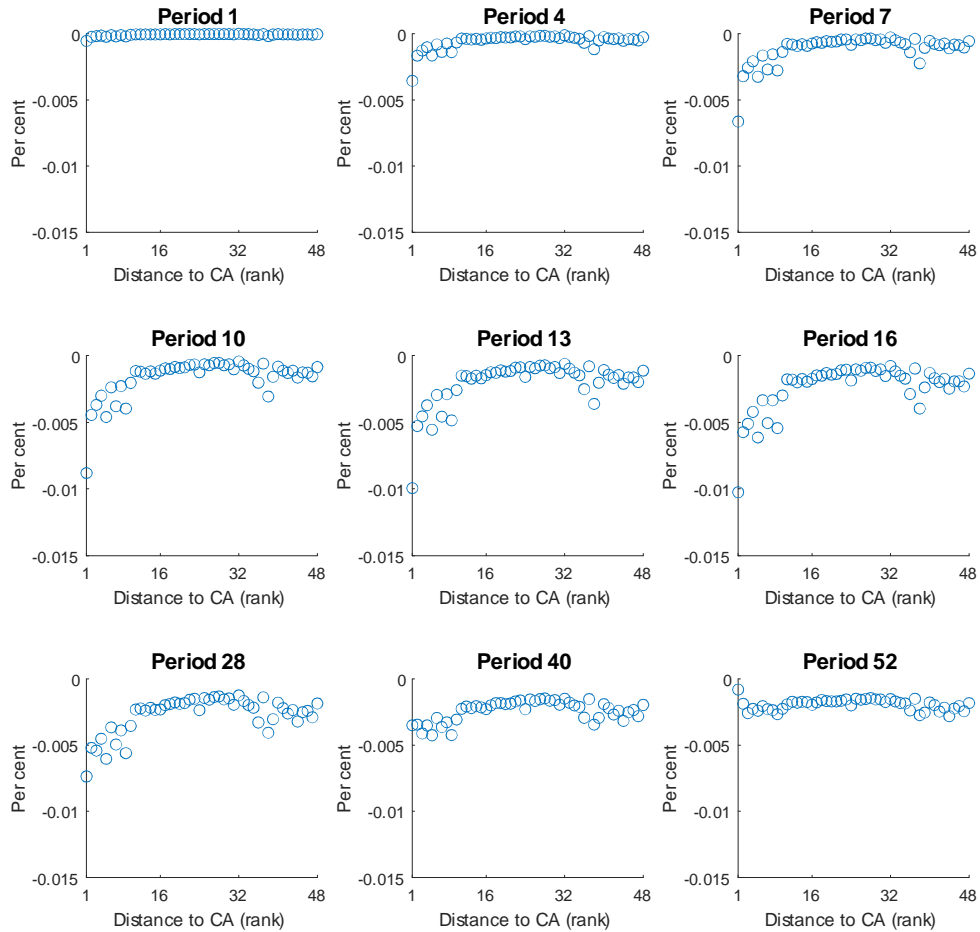 Period 1
Period 4
Period 7
0
-0.005
-0.01
-0.015
Per cent
1
16
32
48
Distance to CA (rank)
0
-0.005
-0.01
-0.015
Per cent
1
16
32
48
Distance to CA (rank)
0
-0.005
-0.01
-0.015
Per cent
1
16
32
48
Distance to CA (rank)
Period 10
Period 13
Period 16
0
-0.005
-0.01
-0.015
Per cent
1
16
32
48
Distance to CA (rank)
0
-0.005
-0.01
-0.015
Per cent
1
16
32
48
Distance to CA (rank)
0
-0.005
-0.01
-0.015
Per cent
1
16
32
48
Distance to CA (rank)
Period 28
Period 40
Period 52
0
-0.005
-0.01
-0.015
Per cent
1
16
32
48
Distance to CA (rank)
0
-0.005
-0.01
-0.015
Per cent
1
16
32
48
Distance to CA (rank)
0
-0.005
-0.01
-0.015
Per cent
1
16
32
48
Distance to CA (rank)